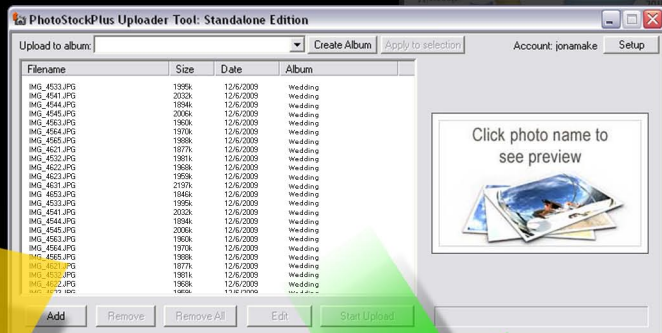 PhotoStockPlus Uploader Tool: Standalone Edition
Upload to album: Create Album Apply to selection Account: jonamake Setup
Filename Size Date Album
IMG_4533.JPG 1995k 12/6/2009 Wedding
IMG_4541.JPG 2032k 12/6/2009 Wedding
IMG_4544.JPG 1894k 12/6/2009 Wedding
IMG_4545.JPG 2006k 12/6/2009 Wedding
IMG_4563.JPG 1960k 12/6/2009 Wedding
IMG_4564.JPG 1970k 12/6/2009 Wedding
IMG_4565.JPG 1988k 12/6/2009 Wedding
IMG_4621.JPG 1877k 12/6/2009 Wedding
IMG_4532.JPG 1981k 12/6/2009 Wedding
IMG_4622.JPG 1968k 12/6/2009 Wedding
IMG_4623.JPG 1959k 12/6/2009 Wedding
IMG_4631.JPG 2197k 12/6/2009 Wedding
IMG_4653.JPG 1846k 12/6/2009 Wedding
IMG_4533.JPG 1995k 12/6/2009 Wedding
IMG_4541.JPG 2032k 12/6/2009 Wedding
IMG_4544.JPG 1894k 12/6/2009 Wedding
IMG_4545.JPG 2006k 12/6/2009 Wedding
IMG_4563.JPG 1960k 12/6/2009 Wedding
IMG_4564.JPG 1970k 12/6/2009 Wedding
IMG_4565.JPG 1988k 12/6/2009 Wedding
IMG_4621.JPG 1877k 12/6/2009 Wedding
IMG_4532.JPG 1981k 12/6/2009 Wedding
IMG_4622.JPG 1968k 12/6/2009 Wedding
Click photo name to
see preview
Add Remove Remove All Edit Start Upload